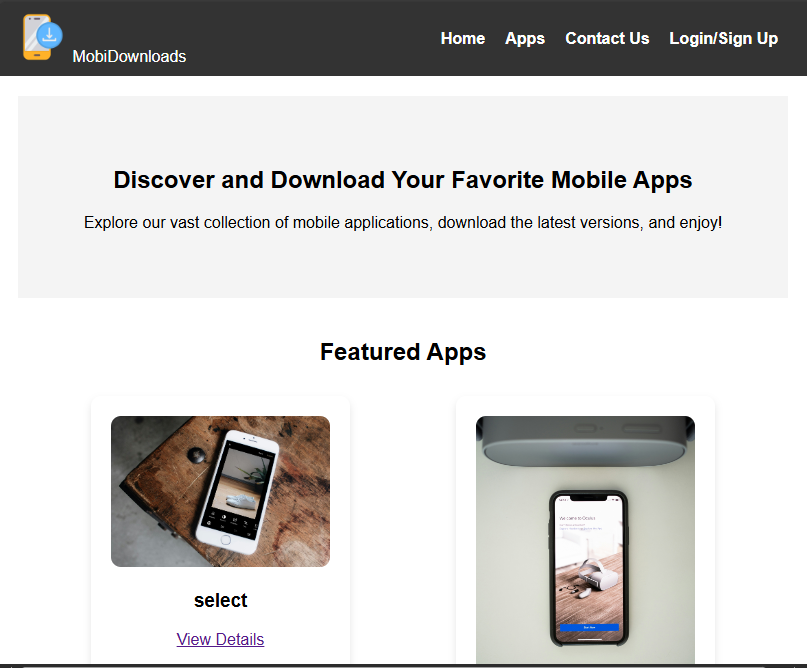 MobiDownloads
Home Apps Contact Us Login/Sign Up
Discover and Download Your Favorite Mobile Apps
Explore our vast collection of mobile applications, download the latest versions, and enjoy!
Featured Apps
select
View Details